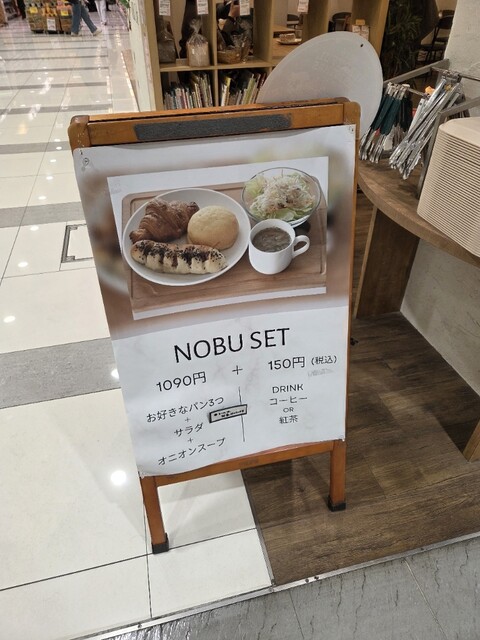 NOBU SET
1090円 + 150円 (税込)
お好きなパン3つ
+
サラダ
+
オニオンスープ
DRINK
コーヒー
OR
紅茶